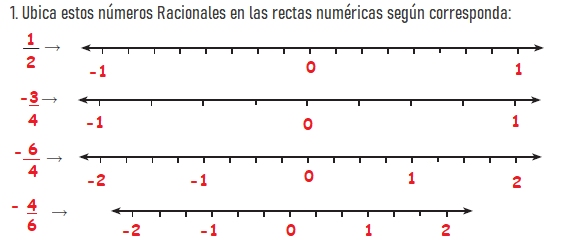 1. Ubica estos números Racionales en las rectas numéricas según corresponda:
1/2 → -1 0 1
-3/4 → -1 0 1
-6/4 → -2 -1 0 1 2
-4/6 → -2 -1 0 1 2